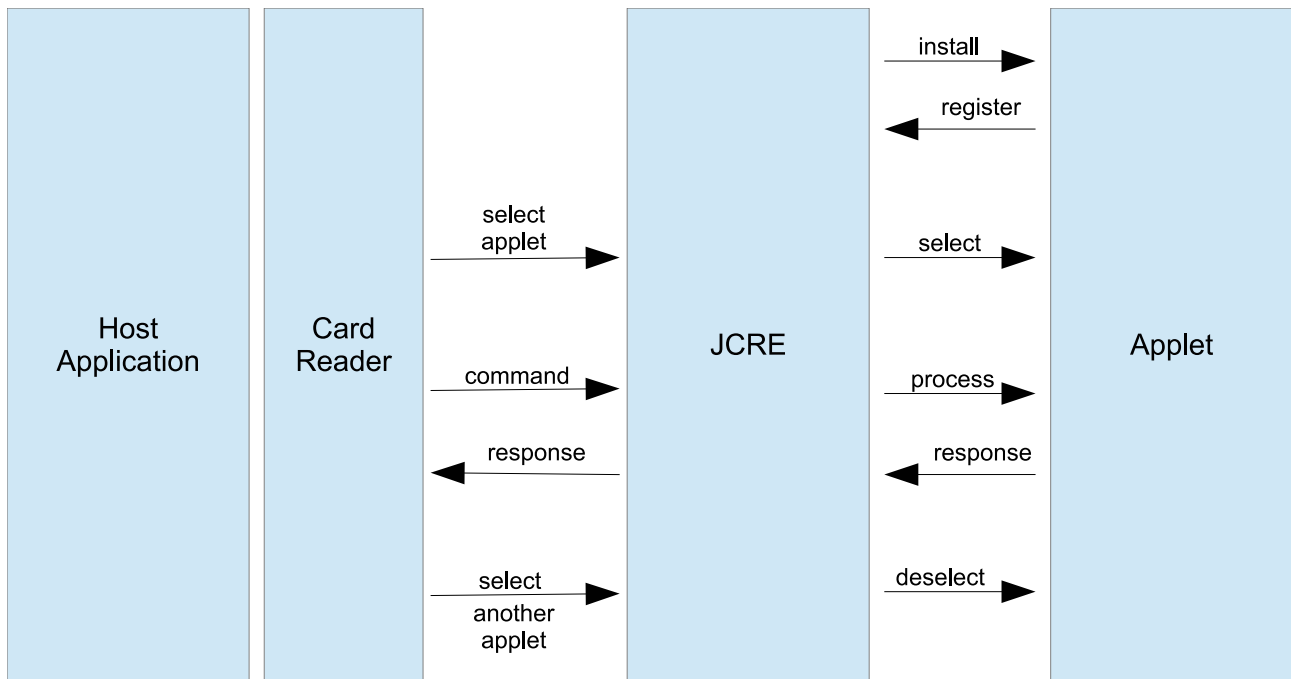 install
register
select
applet
select
Host
Application
Card
Reader
JCRE
Applet
command
process
response
response
select
another
applet
deselect